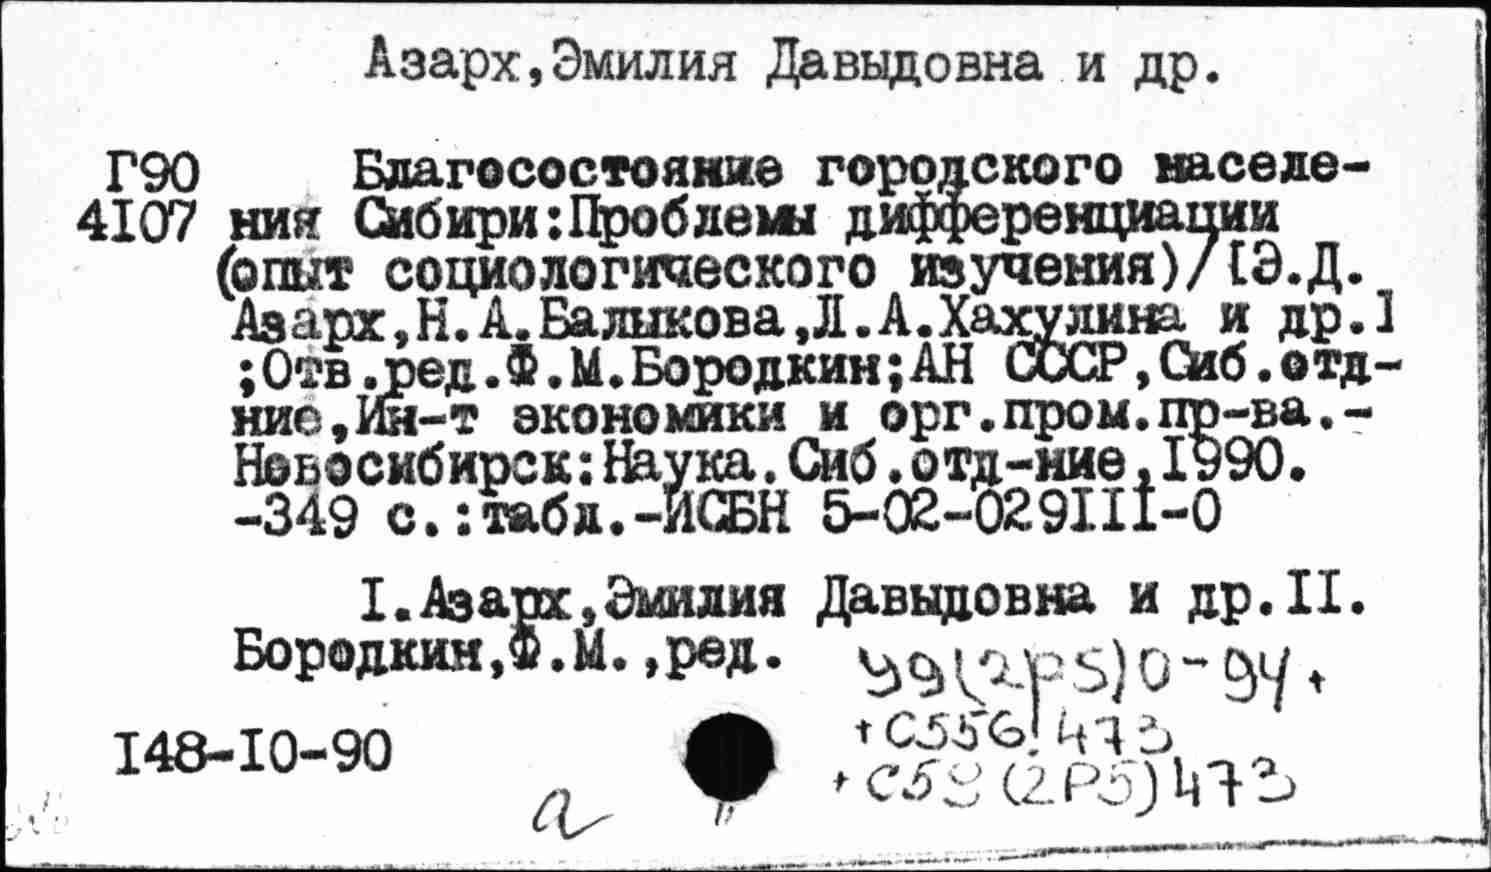 Азарх,Эмилия Давыдовна и др.
Г90 Благосостояние городского населе-
4107 ния Сибири:Проблемы дифференциации
(опыт социологического изучения)/[Э.Д.
Азарх,Н.А.Балыкова,Л.А.Хахулина и др.]
;Отв.ред.Ф.М.Бородкин;АН СССР,Сиб.отд-
ние,Ин-т экономики и орг.пром.пр-ва.-
Новосибирск:Наука.Сиб.отд-ние,1990.
-349 с.:табл.-ИСБН 5-02-029111-0
I.Азарх,Эмилия Давыдовна и др.II.
Бородкин,Ф.М.,ред.
У9(2Р5)0-94+
+С556.473
148-10-90
+С58(2Р5)473
а